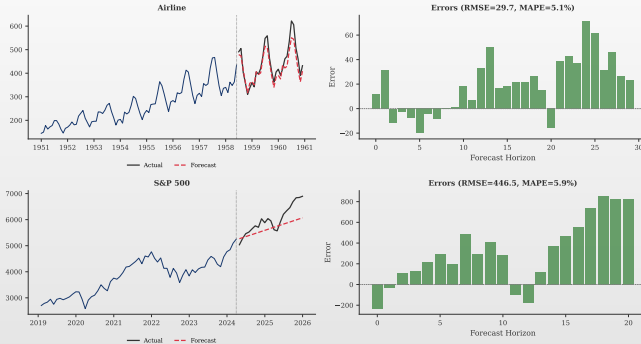 Airline
600
500
400
300
200
1951 1952 1953 1954 1955 1956 1957 1958 1959 1960 1961
Actual Forecast
Errors (RMSE=29.7, MAPE=5.1%)
Error
60
40
20
0
−20
0 5 10 15 20 25 30
Forecast Horizon
S&P 500
7000
6000
5000
4000
3000
2019 2020 2021 2022 2023 2024 2025 2026
Actual Forecast
Errors (RMSE=446.5, MAPE=5.9%)
Error
800
600
400
200
0
−200
0 5 10 15 20
Forecast Horizon